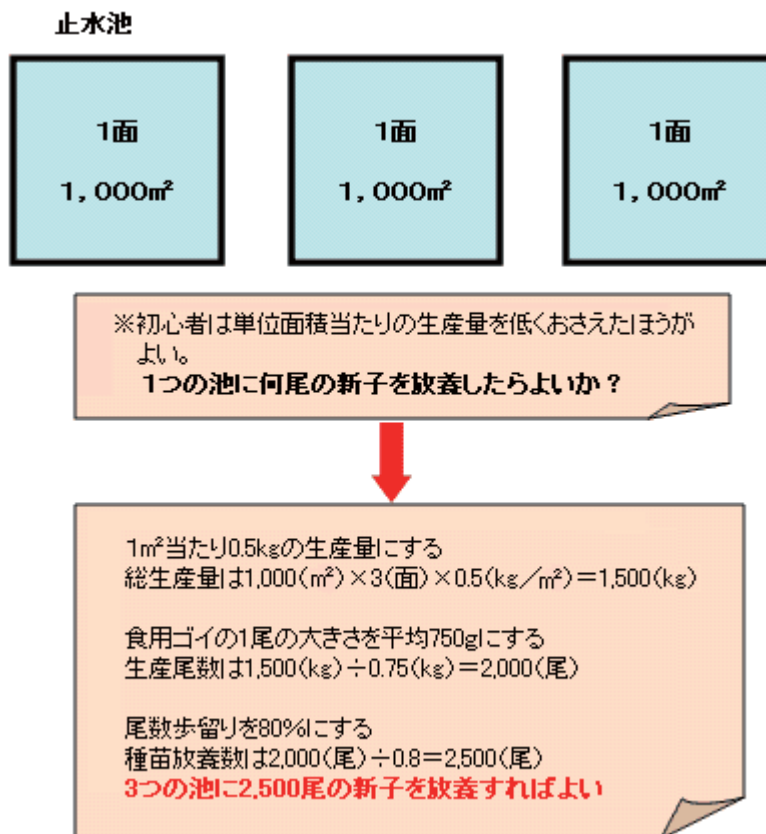 止水池
1面
1,000m²
1面
1,000m²
1面
1,000m²
※初心者は単位面積当たりの生産量を低くおさえたほうが
よい。
1つの池に何尾の新子を放養したらよいか？
1m²当たり0.5kgの生産量にする
総生産量は1,000(m²)×3(面)×0.5(kg/m²)＝1,500(kg)
食用ゴイの1尾の大きさを平均750gにする
生産尾数は1,500(kg)÷0.75(kg)＝2,000(尾)
尾数歩留りを80%にする
種苗放養数は2,000(尾)÷0.8＝2,500(尾)
3つの池に2,500尾の新子を放養すればよい